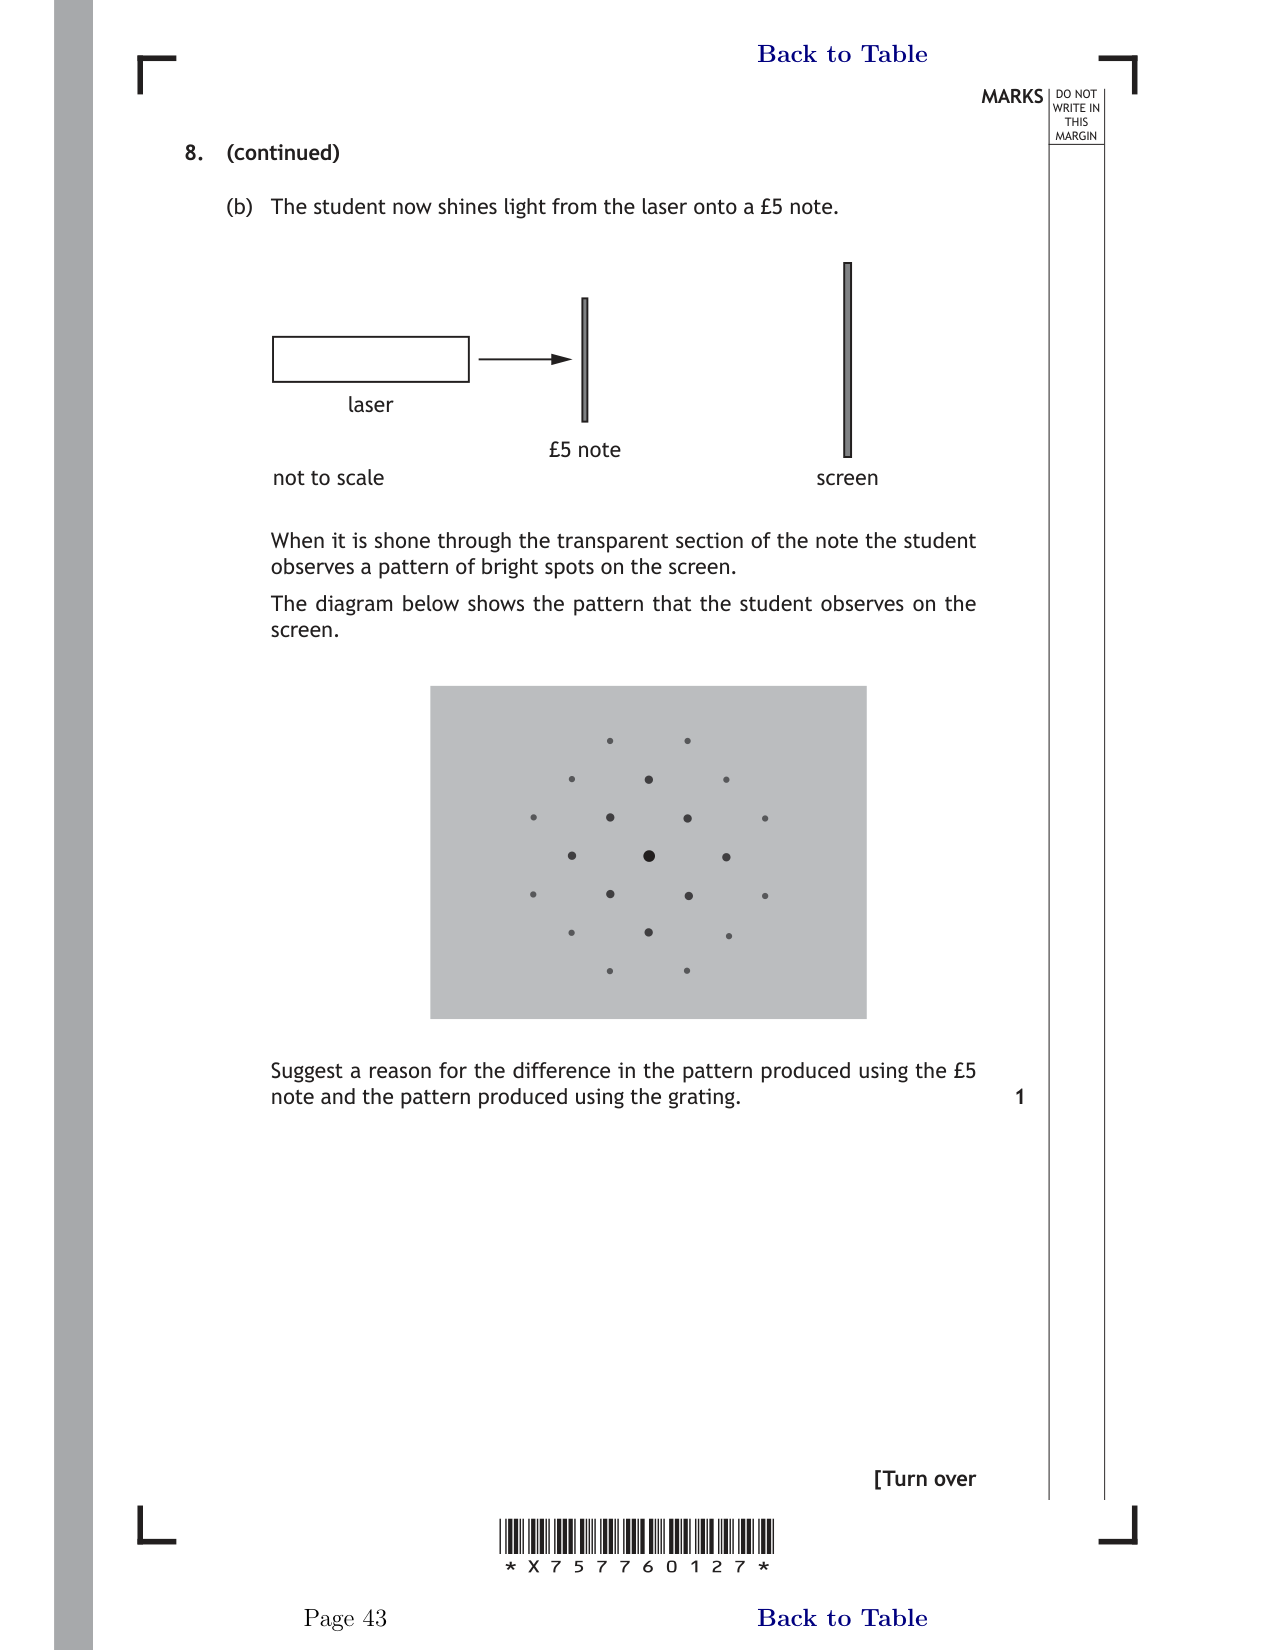 Back to Table
MARKS
DO NOT
WRITE IN
THIS
MARGIN
8. (continued)
(b) The student now shines light from the laser onto a £5 note.
laser
£5 note
not to scale
screen
When it is shone through the transparent section of the note the student
observes a pattern of bright spots on the screen.
The diagram below shows the pattern that the student observes on the
screen.
Suggest a reason for the difference in the pattern produced using the £5
note and the pattern produced using the grating.
1
[Turn over
* X 7 5 7 7 6 0 1 2 7 *
Page 43
Back to Table